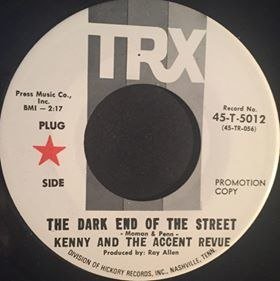 TRX
Press Music Co.,
Inc.
BMI - 2:17
Record No.
45-T-5012
(45-TR-056)
PLUG
SIDE
PROMOTION
COPY
THE DARK END OF THE STREET
- Moman & Penn -
KENNY AND THE ACCENT REVUE
Produced by: Ray Allen
DIVISION OF HICKORY RECORDS, INC., NASHVILLE, TENN.